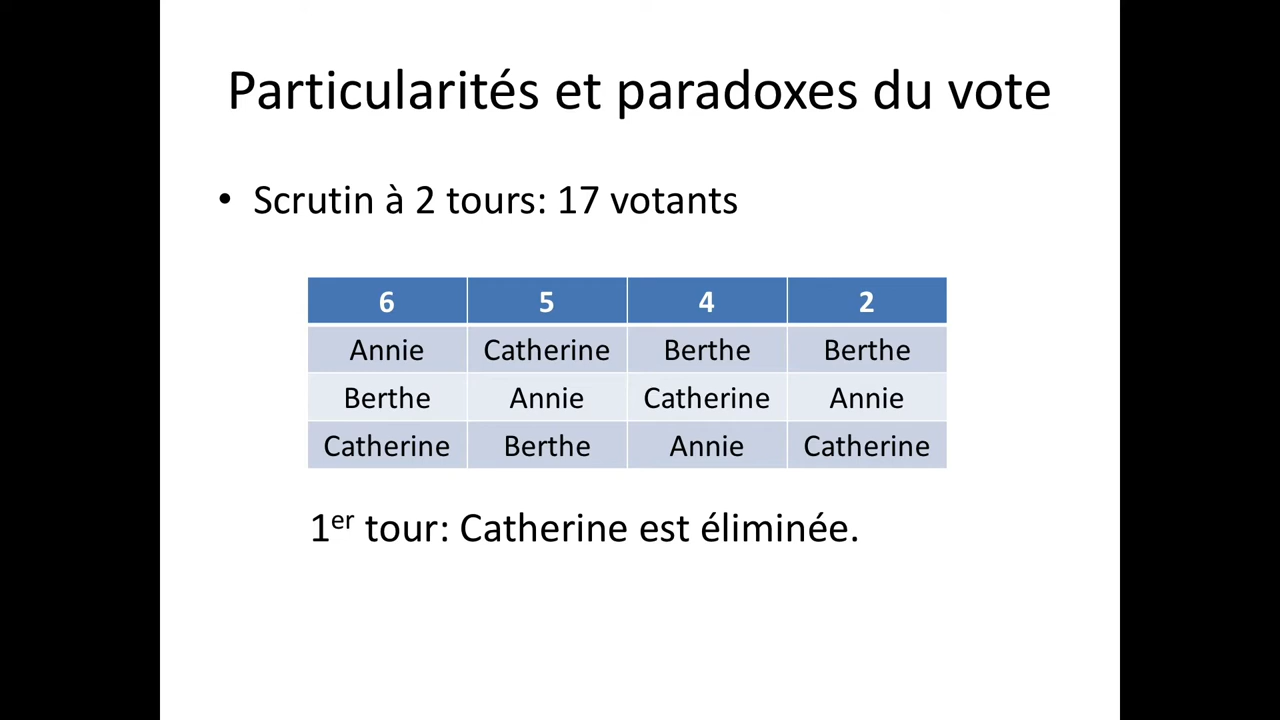 Particularités et paradoxes du vote
• Scrutin à 2 tours: 17 votants
6 5 4 2
Annie Catherine Berthe Berthe
Berthe Annie Catherine Annie
Catherine Berthe Annie Catherine
1er tour: Catherine est éliminée.